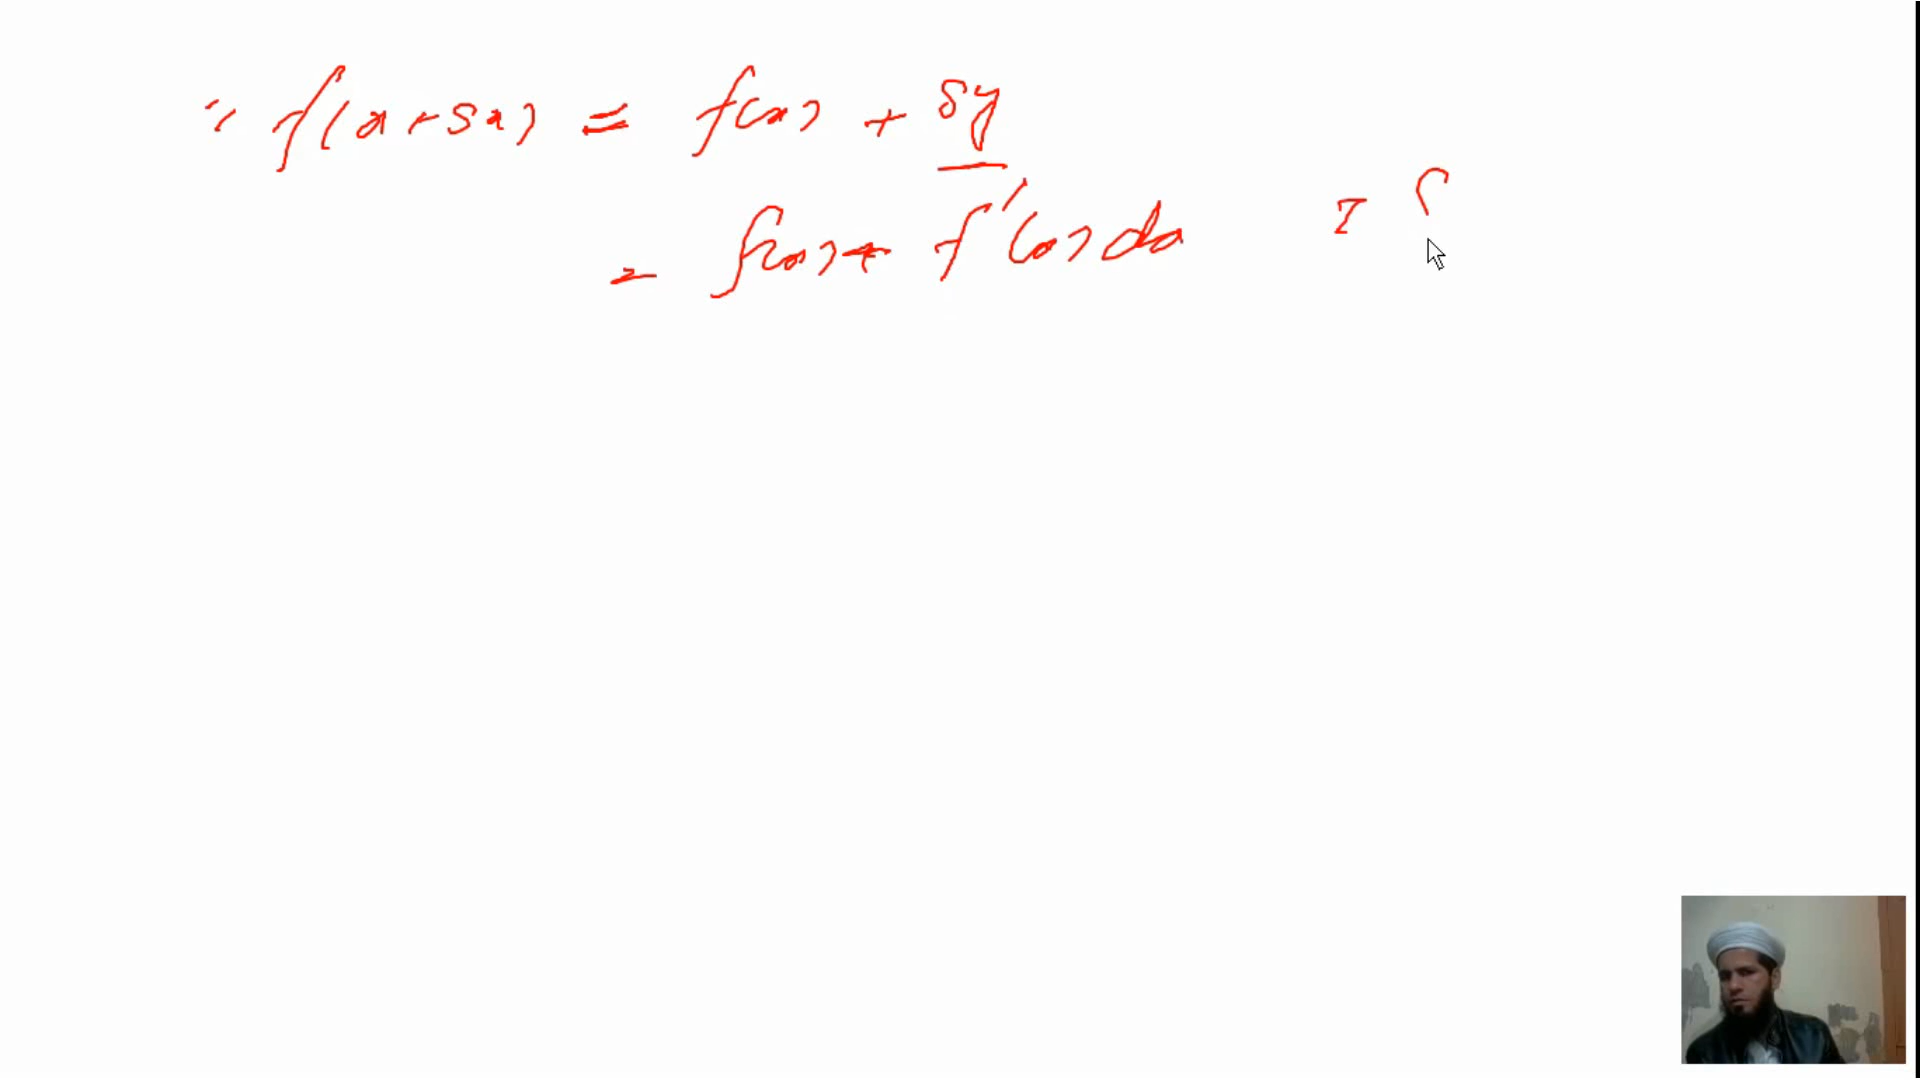 ∵ f(x+δx) = f(x) + δy
= f(x) + f'(x) dx = f